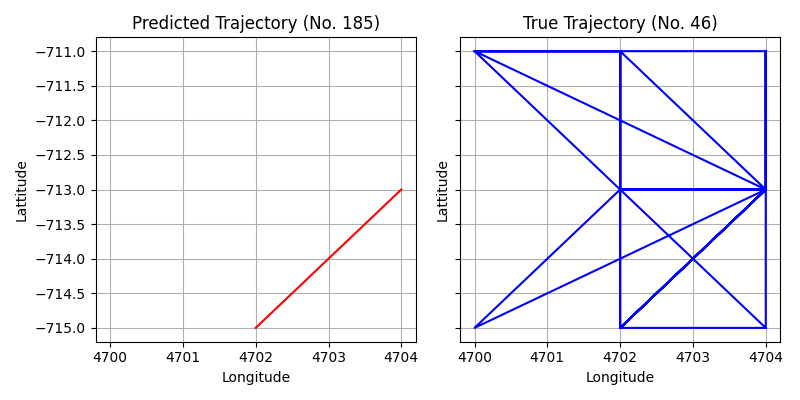 Predicted Trajectory (No. 185)
True Trajectory (No. 46)
−711.0
−711.5
−712.0
−712.5
−713.0
−713.5
−714.0
−714.5
−715.0
Lattitude
Lattitude
4700 4701 4702 4703 4704
4700 4701 4702 4703 4704
Longitude
Longitude